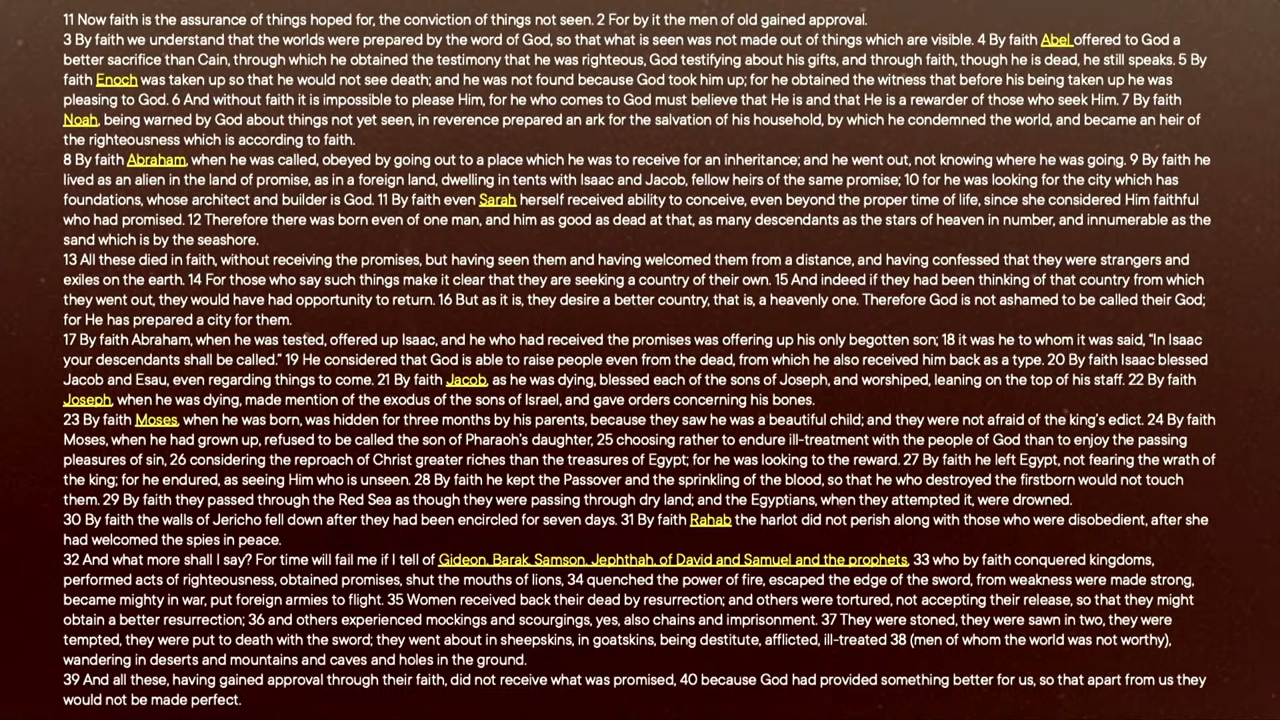 11 Now faith is the assurance of things hoped for, the conviction of things not seen. 2 For by it the men of old gained approval.
3 By faith we understand that the worlds were prepared by the word of God, so that what is seen was not made out of things which are visible. 4 By faith Abel offered to God a
better sacrifice than Cain, through which he obtained the testimony that he was righteous, God testifying about his gifts, and through faith, though he is dead, he still speaks. 5 By
faith Enoch was taken up so that he would not see death; and he was not found because God took him up; for he obtained the witness that before his being taken up he was
pleasing to God. 6 And without faith it is impossible to please Him, for he who comes to God must believe that He is and that He is a rewarder of those who seek Him. 7 By faith
Noah, being warned by God about things not yet seen, in reverence prepared an ark for the salvation of his household, by which he condemned the world, and became an heir of
the righteousness which is according to faith.
8 By faith Abraham, when he was called, obeyed by going out to a place which he was to receive for an inheritance; and he went out, not knowing where he was going. 9 By faith he
lived as an alien in the land of promise, as in a foreign land, dwelling in tents with Isaac and Jacob, fellow heirs of the same promise; 10 for he was looking for the city which has
foundations, whose architect and builder is God. 11 By faith even Sarah herself received ability to conceive, even beyond the proper time of life, since she considered Him faithful
who had promised. 12 Therefore there was born even of one man, and him as good as dead at that, as many descendants as the stars of heaven in number, and innumerable as the
sand which is by the seashore.
13 All these died in faith, without receiving the promises, but having seen them and having welcomed them from a distance, and having confessed that they were strangers and
exiles on the earth. 14 For those who say such things make it clear that they are seeking a country of their own. 15 And indeed if they had been thinking of that country from which
they went out, they would have had opportunity to return. 16 But as it is, they desire a better country, that is, a heavenly one. Therefore God is not ashamed to be called their God;
for He has prepared a city for them.
17 By faith Abraham, when he was tested, offered up Isaac, and he who had received the promises was offering up his only begotten son; 18 it was he to whom it was said, “In Isaac
your descendants shall be called.” 19 He considered that God is able to raise people even from the dead, from which he also received him back as a type. 20 By faith Isaac blessed
Jacob and Esau, even regarding things to come. 21 By faith Jacob, as he was dying, blessed each of the sons of Joseph, and worshiped, leaning on the top of his staff. 22 By faith
Joseph, when he was dying, made mention of the exodus of the sons of Israel, and gave orders concerning his bones.
23 By faith Moses, when he was born, was hidden for three months by his parents, because they saw he was a beautiful child; and they were not afraid of the king’s edict. 24 By faith
Moses, when he had grown up, refused to be called the son of Pharaoh’s daughter, 25 choosing rather to endure ill-treatment with the people of God than to enjoy the passing
pleasures of sin, 26 considering the reproach of Christ greater riches than the treasures of Egypt; for he was looking to the reward. 27 By faith he left Egypt, not fearing the wrath of
the king; for he endured, as seeing Him who is unseen. 28 By faith he kept the Passover and the sprinkling of the blood, so that he who destroyed the firstborn would not touch
them. 29 By faith they passed through the Red Sea as though they were passing through dry land; and the Egyptians, when they attempted it, were drowned.
30 By faith the walls of Jericho fell down after they had been encircled for seven days. 31 By faith Rahab the harlot did not perish along with those who were disobedient, after she
had welcomed the spies in peace.
32 And what more shall I say? For time will fail me if I tell of Gideon, Barak, Samson, Jephthah, of David and Samuel and the prophets, 33 who by faith conquered kingdoms,
performed acts of righteousness, obtained promises, shut the mouths of lions, 34 quenched the power of fire, escaped the edge of the sword, from weakness were made strong,
became mighty in war, put foreign armies to flight. 35 Women received back their dead by resurrection; and others were tortured, not accepting their release, so that they might
obtain a better resurrection; 36 and others experienced mockings and scourgings, yes, also chains and imprisonment. 37 They were stoned, they were sawn in two, they were
tempted, they were put to death with the sword; they went about in sheepskins, in goatskins, being destitute, afflicted, ill-treated 38 (men of whom the world was not worthy),
wandering in deserts and mountains and caves and holes in the ground.
39 And all these, having gained approval through their faith, did not receive what was promised, 40 because God had provided something better for us, so that apart from us they
would not be made perfect.